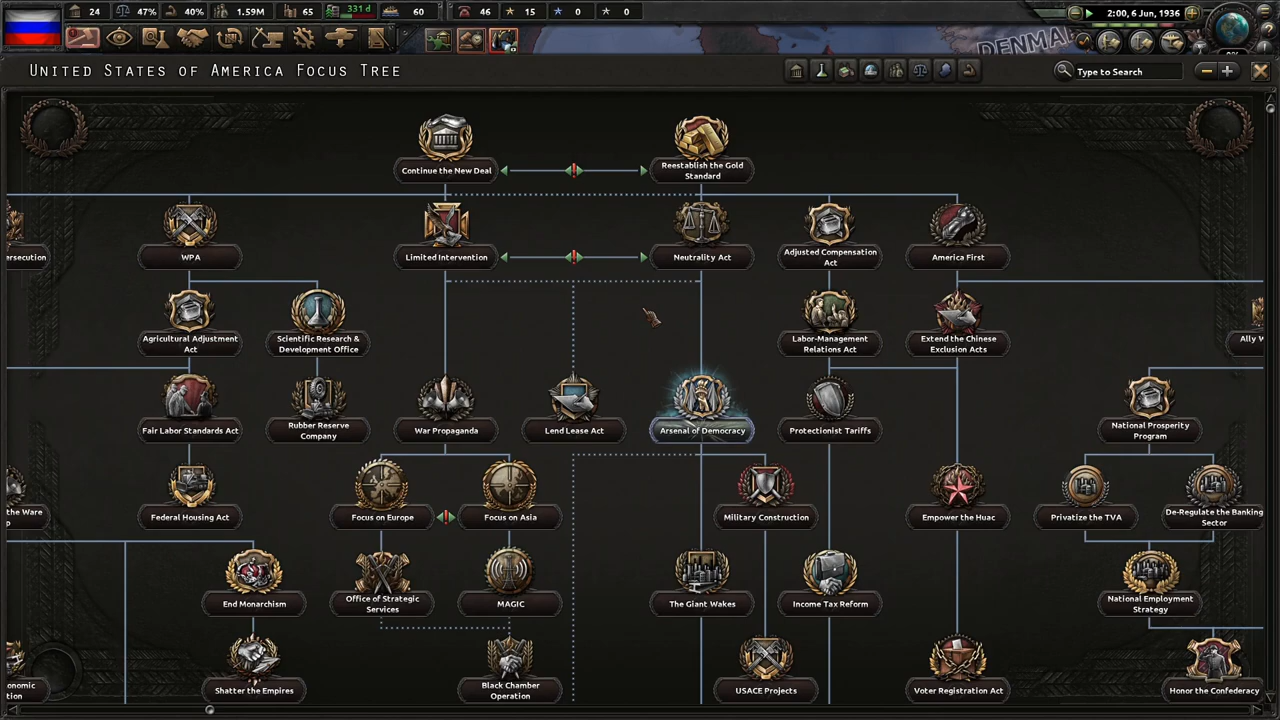 24 47% 40% 1.59M 65 331 d 60 46 15 0 0 2:00, 6 Jun, 1936
DENMA
UNITED STATES OF AMERICA FOCUS TREE
Type to Search
Continue the New Deal
Reestablish the Gold
Standard
ersecution
WPA
Limited Intervention
Neutrality Act
Adjusted Compensation
Act
America First
Agricultural Adjustment
Act
Scientific Research &
Development Office
Labor-Management
Relations Act
Extend the Chinese
Exclusion Acts
Ally W
Fair Labor Standards Act
Rubber Reserve
Company
War Propaganda
Lend Lease Act
Arsenal of Democracy
Protectionist Tariffs
National Prosperity
Program
the Ware
p
Federal Housing Act
Focus on Europe
Focus on Asia
Military Construction
Empower the Huac
Privatize the TVA
De-Regulate the Banking
Sector
End Monarchism
Office of Strategic
Services
MAGIC
The Giant Wakes
Income Tax Reform
National Employment
Strategy
onomic
tion
Shatter the Empires
Black Chamber
Operation
USACE Projects
Voter Registration Act
Honor the Confederacy